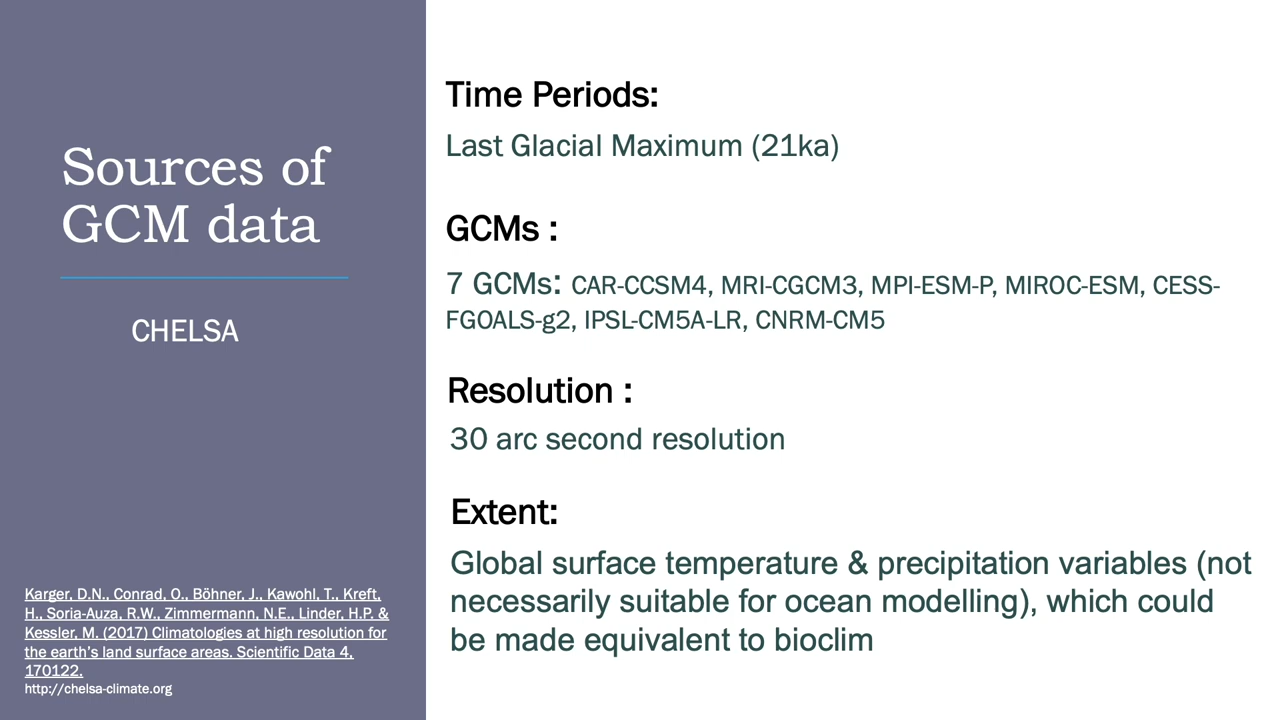 Sources of
GCM data
CHELSA
Karger, D.N., Conrad, O., Böhner, J., Kawohl, T., Kreft,
H., Soria-Auza, R.W., Zimmermann, N.E., Linder, H.P. &
Kessler, M. (2017) Climatologies at high resolution for
the earth's land surface areas. Scientific Data 4,
170122.
http://chelsa-climate.org
Time Periods:
Last Glacial Maximum (21ka)
GCMs :
7 GCMs: CAR-CCSM4, MRI-CGCM3, MPI-ESM-P, MIROC-ESM, CESS-
FGOALS-g2, IPSL-CM5A-LR, CNRM-CM5
Resolution :
30 arc second resolution
Extent:
Global surface temperature & precipitation variables (not
necessarily suitable for ocean modelling), which could
be made equivalent to bioclim